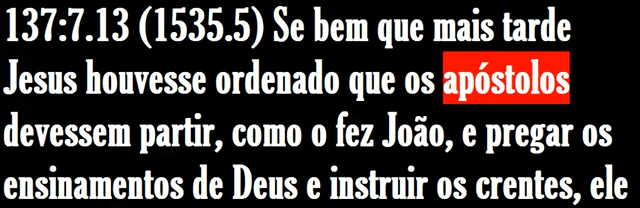 137:7.13 (1535.5) Se bem que mais tarde
Jesus houvesse ordenado que os apóstolos
devessem partir, como o fez João, e pregar os
ensinamentos de Deus e instruir os crentes, ele